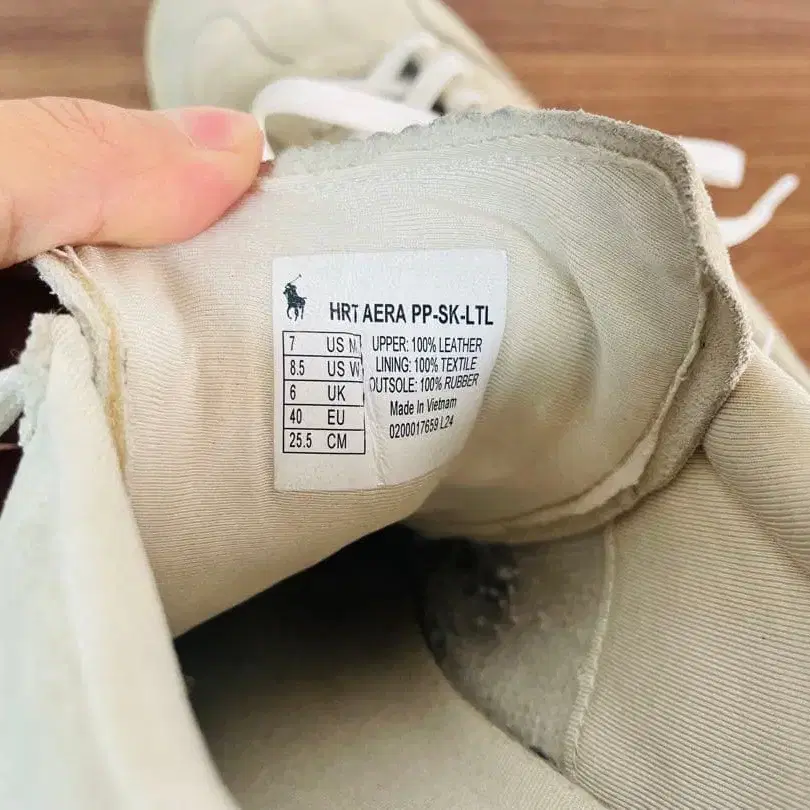 HRT AERA PP-SK-LTL
7 US M
8.5 US W
6 UK
40 EU
25.5 CM
UPPER: 100% LEATHER
LINING: 100% TEXTILE
OUTSOLE: 100% RUBBER
Made In Vietnam
0200017659 L24